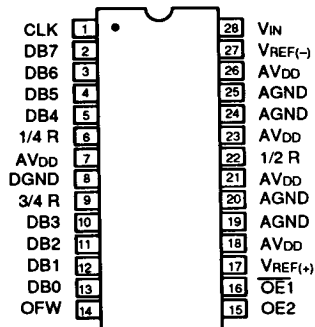 CLK 1 28 VIN
DB7 2 27 VREF(–)
DB6 3 26 AVDD
DB5 4 25 AGND
DB4 5 24 AGND
1/4 R 6 23 AVDD
AVDD 7 22 1/2 R
DGND 8 21 AVDD
3/4 R 9 20 AGND
DB3 10 19 AGND
DB2 11 18 AVDD
DB1 12 17 VREF(+)
DB0 13 16 O̅E̅1
OFW 14 15 OE2